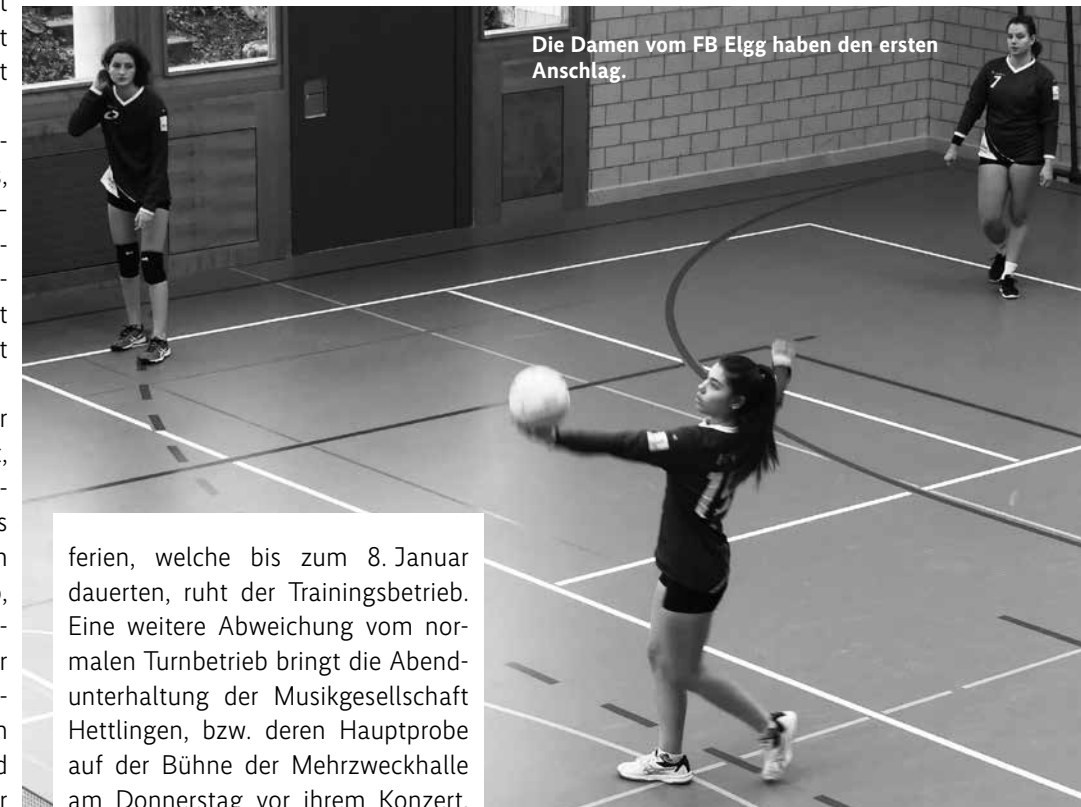 Die Damen vom FB Elgg haben den ersten
Anschlag.
7
14
ferien, welche bis zum 8. Januar
dauerten, ruht der Trainingsbetrieb.
Eine weitere Abweichung vom nor-
malen Turnbetrieb bringt die Abend-
unterhaltung der Musikgesellschaft
Hettlingen, bzw. deren Hauptprobe
auf der Bühne der Mehrzweckhalle
am Donnerstag vor ihrem Konzert.